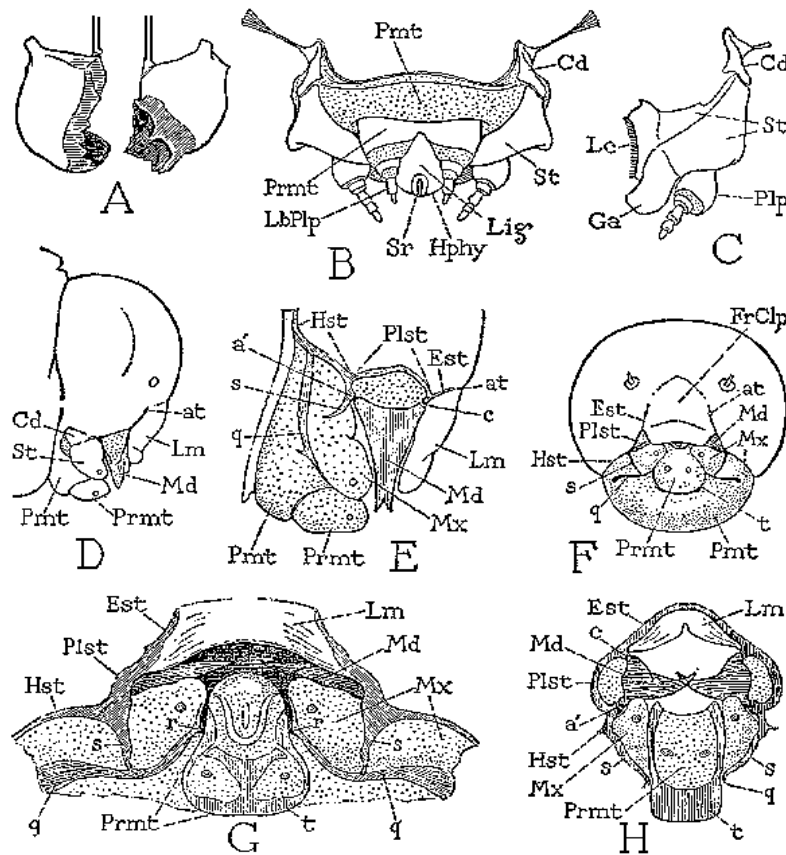 A
Pmt
Cd
Prmt
St
LbPlp
Sr
Hphy
Lig
B
Cd
St
Lc
Ga
Plp
C
at
Cd
St
Lm
Md
Pmt
Prmt
D
Hst
Plst
Est
a'
at
s
c
q
Lm
Md
Mx
Pmt
Prmt
E
FrClp
at
Est
Md
Plst
Mx
Hst
s
q
t
Prmt
Pmt
F
Est
Lm
Plst
Md
Hst
Mx
r
r
s
s
q
Prmt
t
q
G
Est
Lm
c
Md
Plst
a'
Hst
s
s
Mx
q
Prmt
t
H